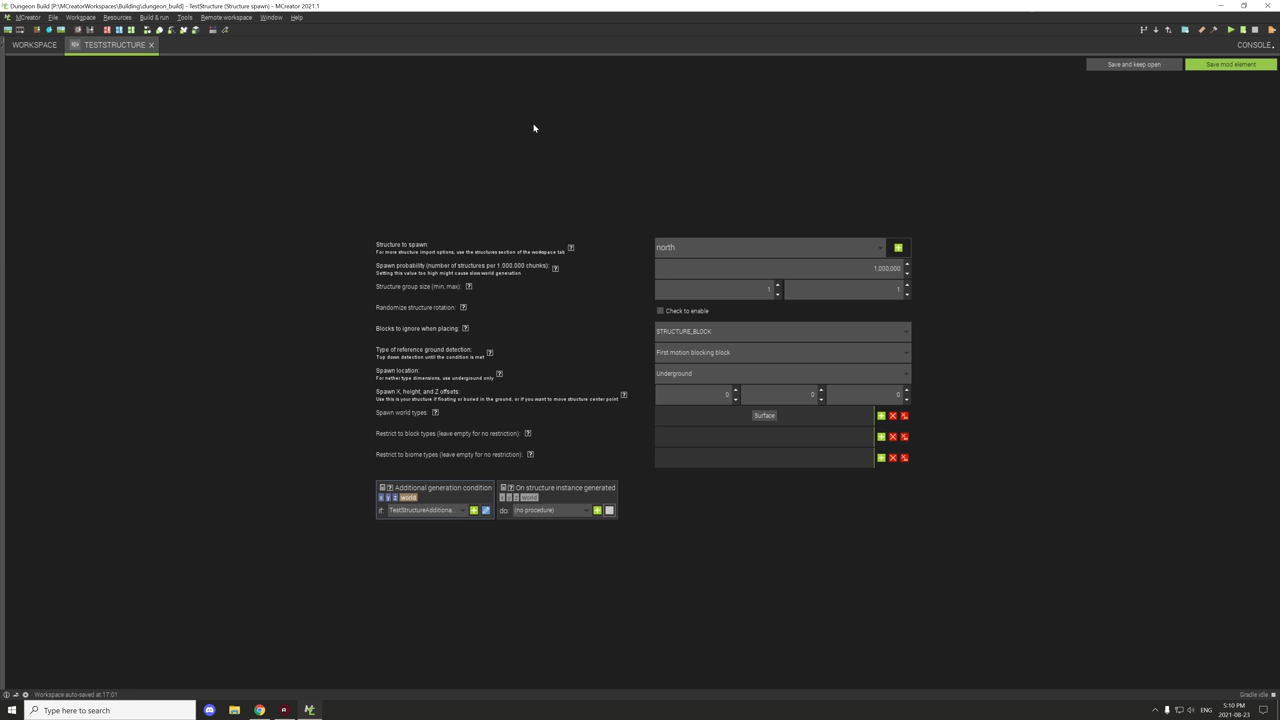 Dungeon Build [P:\MCreatorWorkspaces\Building\dungeon_build] - TestStructure (Structure spawn) - MCreator 2021.1
MCreator File Workspace Resources Build & run Tools Remote workspace Window Help
WORKSPACE TESTSTRUCTURE CONSOLE
Save and keep open Save mod element
Structure to spawn:
For more structure import options, use the structures section of the workspace tab
north
Spawn probability (number of structures per 1.000.000 chunks):
Setting this value too high might cause slow world generation
1,000,000
Structure group size (min, max): 1 1
Randomize structure rotation: Check to enable
Blocks to ignore when placing: STRUCTURE_BLOCK
Type of reference ground detection:
Top down detection until the condition is met
First motion blocking block
Spawn location:
For nether type dimensions, use underground only
Underground
Spawn X, height, and Z offsets:
Use this is your structure if floating or buried in the ground, or if you want to move structure center point
0 0 0
Spawn world types: Surface
Restrict to block types (leave empty for no restriction):
Restrict to biome types (leave empty for no restriction):
Additional generation condition
x y z world
if: TestStructureAdditiona...
On structure instance generated
x y z world
do: (no procedure)
Workspace auto-saved at 17:01 Gradle idle
Type here to search
ENG
5:10 PM
2021-08-23